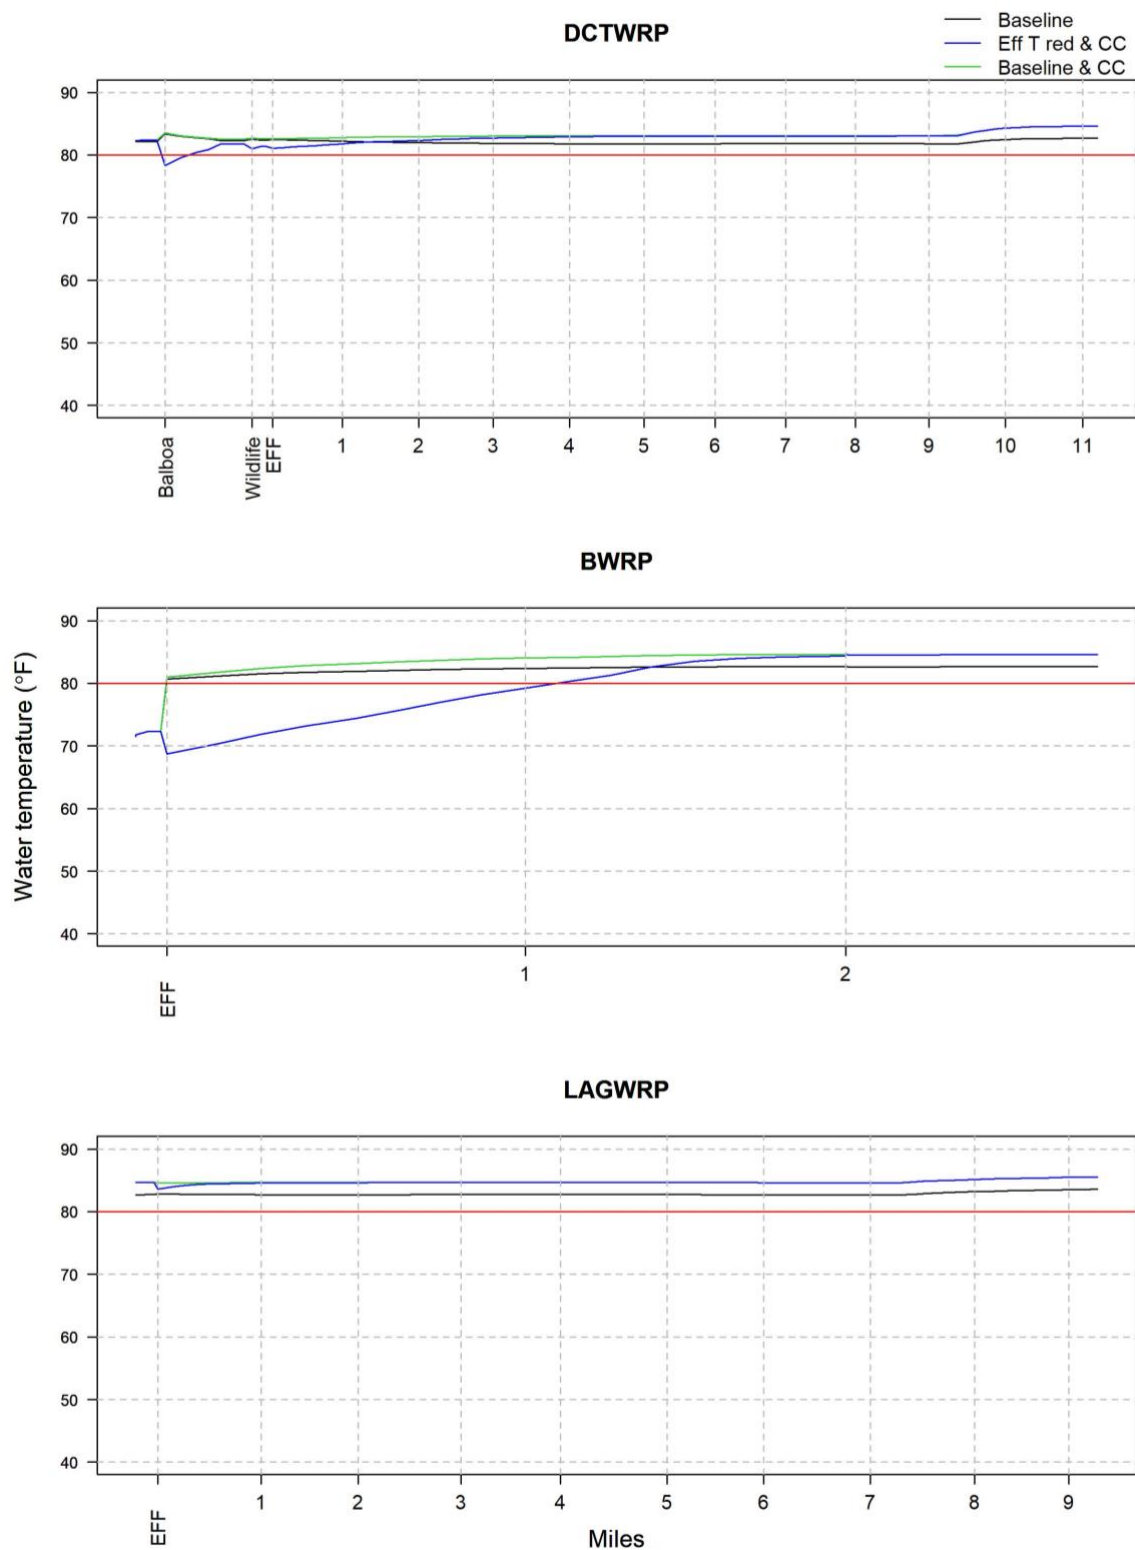 DCTWRP
Baseline
Eff T red & CC
Baseline & CC
90
80
70
60
50
40
Balboa Wildlife EFF 1 2 3 4 5 6 7 8 9 10 11
BWRP
Water temperature (°F)
90
80
70
60
50
40
EFF 1 2
LAGWRP
90
80
70
60
50
40
EFF 1 2 3 4 5 6 7 8 9
Miles